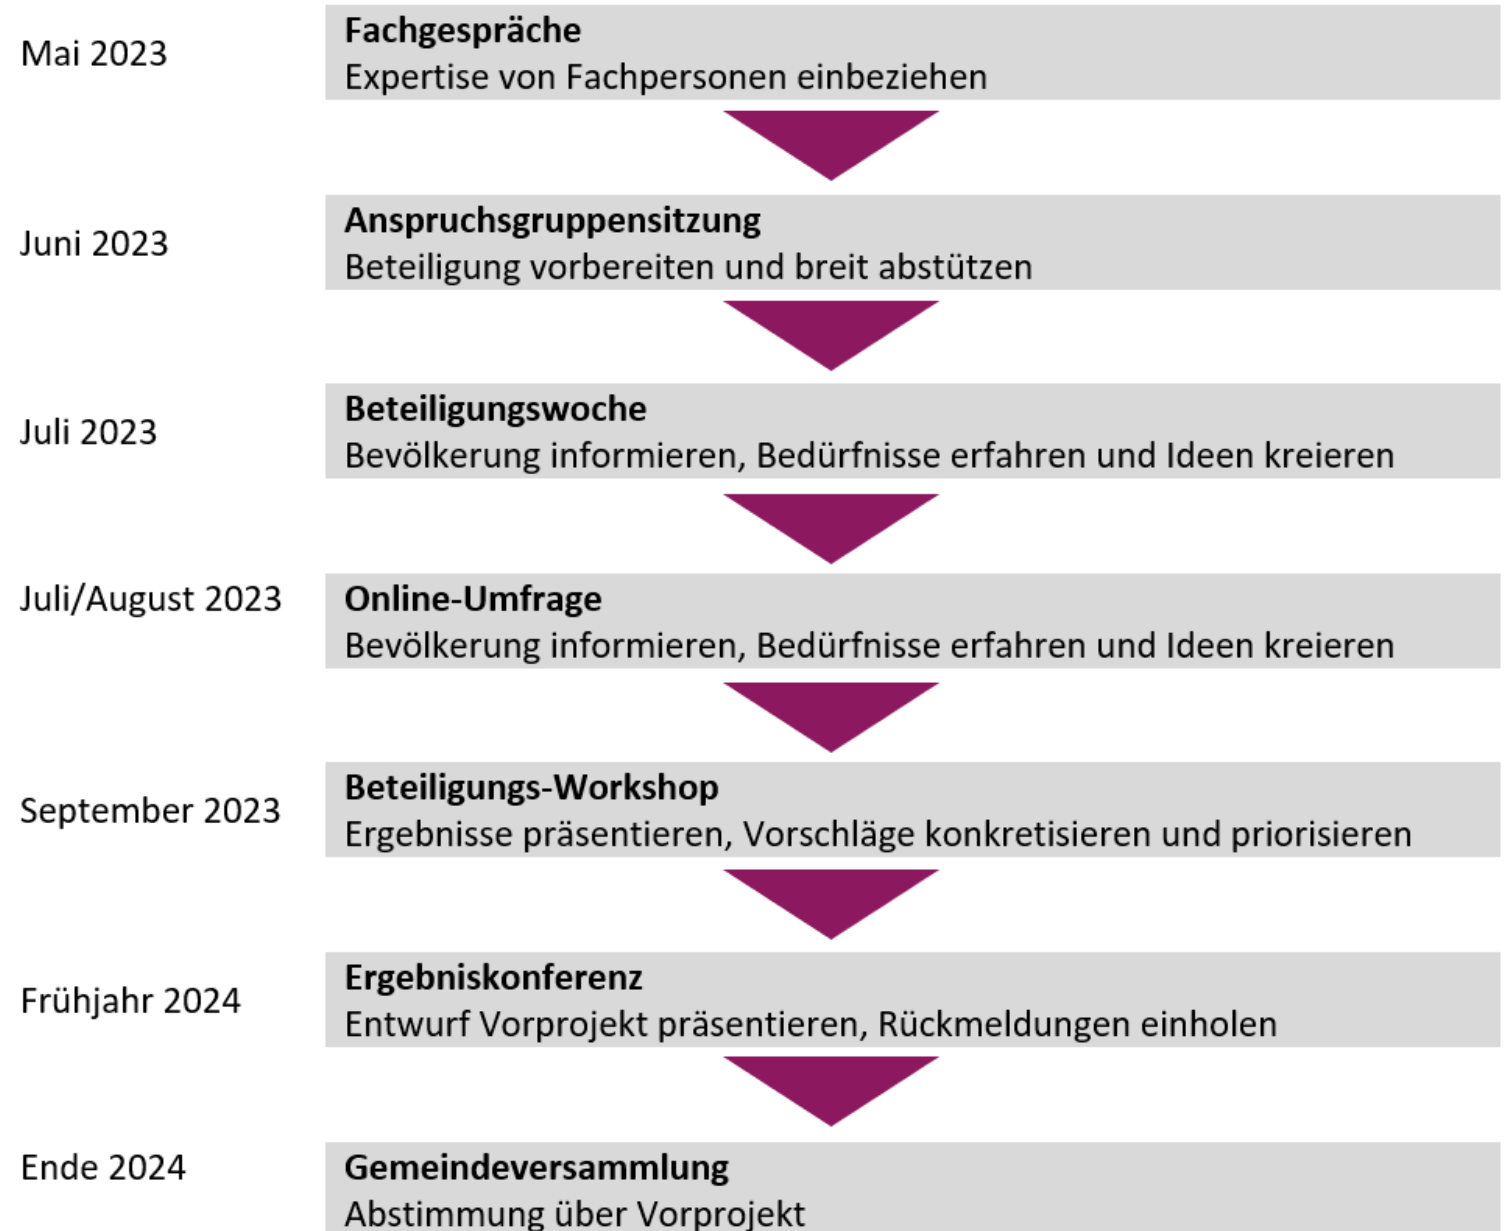 Mai 2023
Fachgespräche
Expertise von Fachpersonen einbeziehen
Juni 2023
Anspruchsgruppensitzung
Beteiligung vorbereiten und breit abstützen
Juli 2023
Beteiligungswoche
Bevölkerung informieren, Bedürfnisse erfahren und Ideen kreieren
Juli/August 2023
Online-Umfrage
Bevölkerung informieren, Bedürfnisse erfahren und Ideen kreieren
September 2023
Beteiligungs-Workshop
Ergebnisse präsentieren, Vorschläge konkretisieren und priorisieren
Frühjahr 2024
Ergebniskonferenz
Entwurf Vorprojekt präsentieren, Rückmeldungen einholen
Ende 2024
Gemeindeversammlung
Abstimmung über Vorprojekt